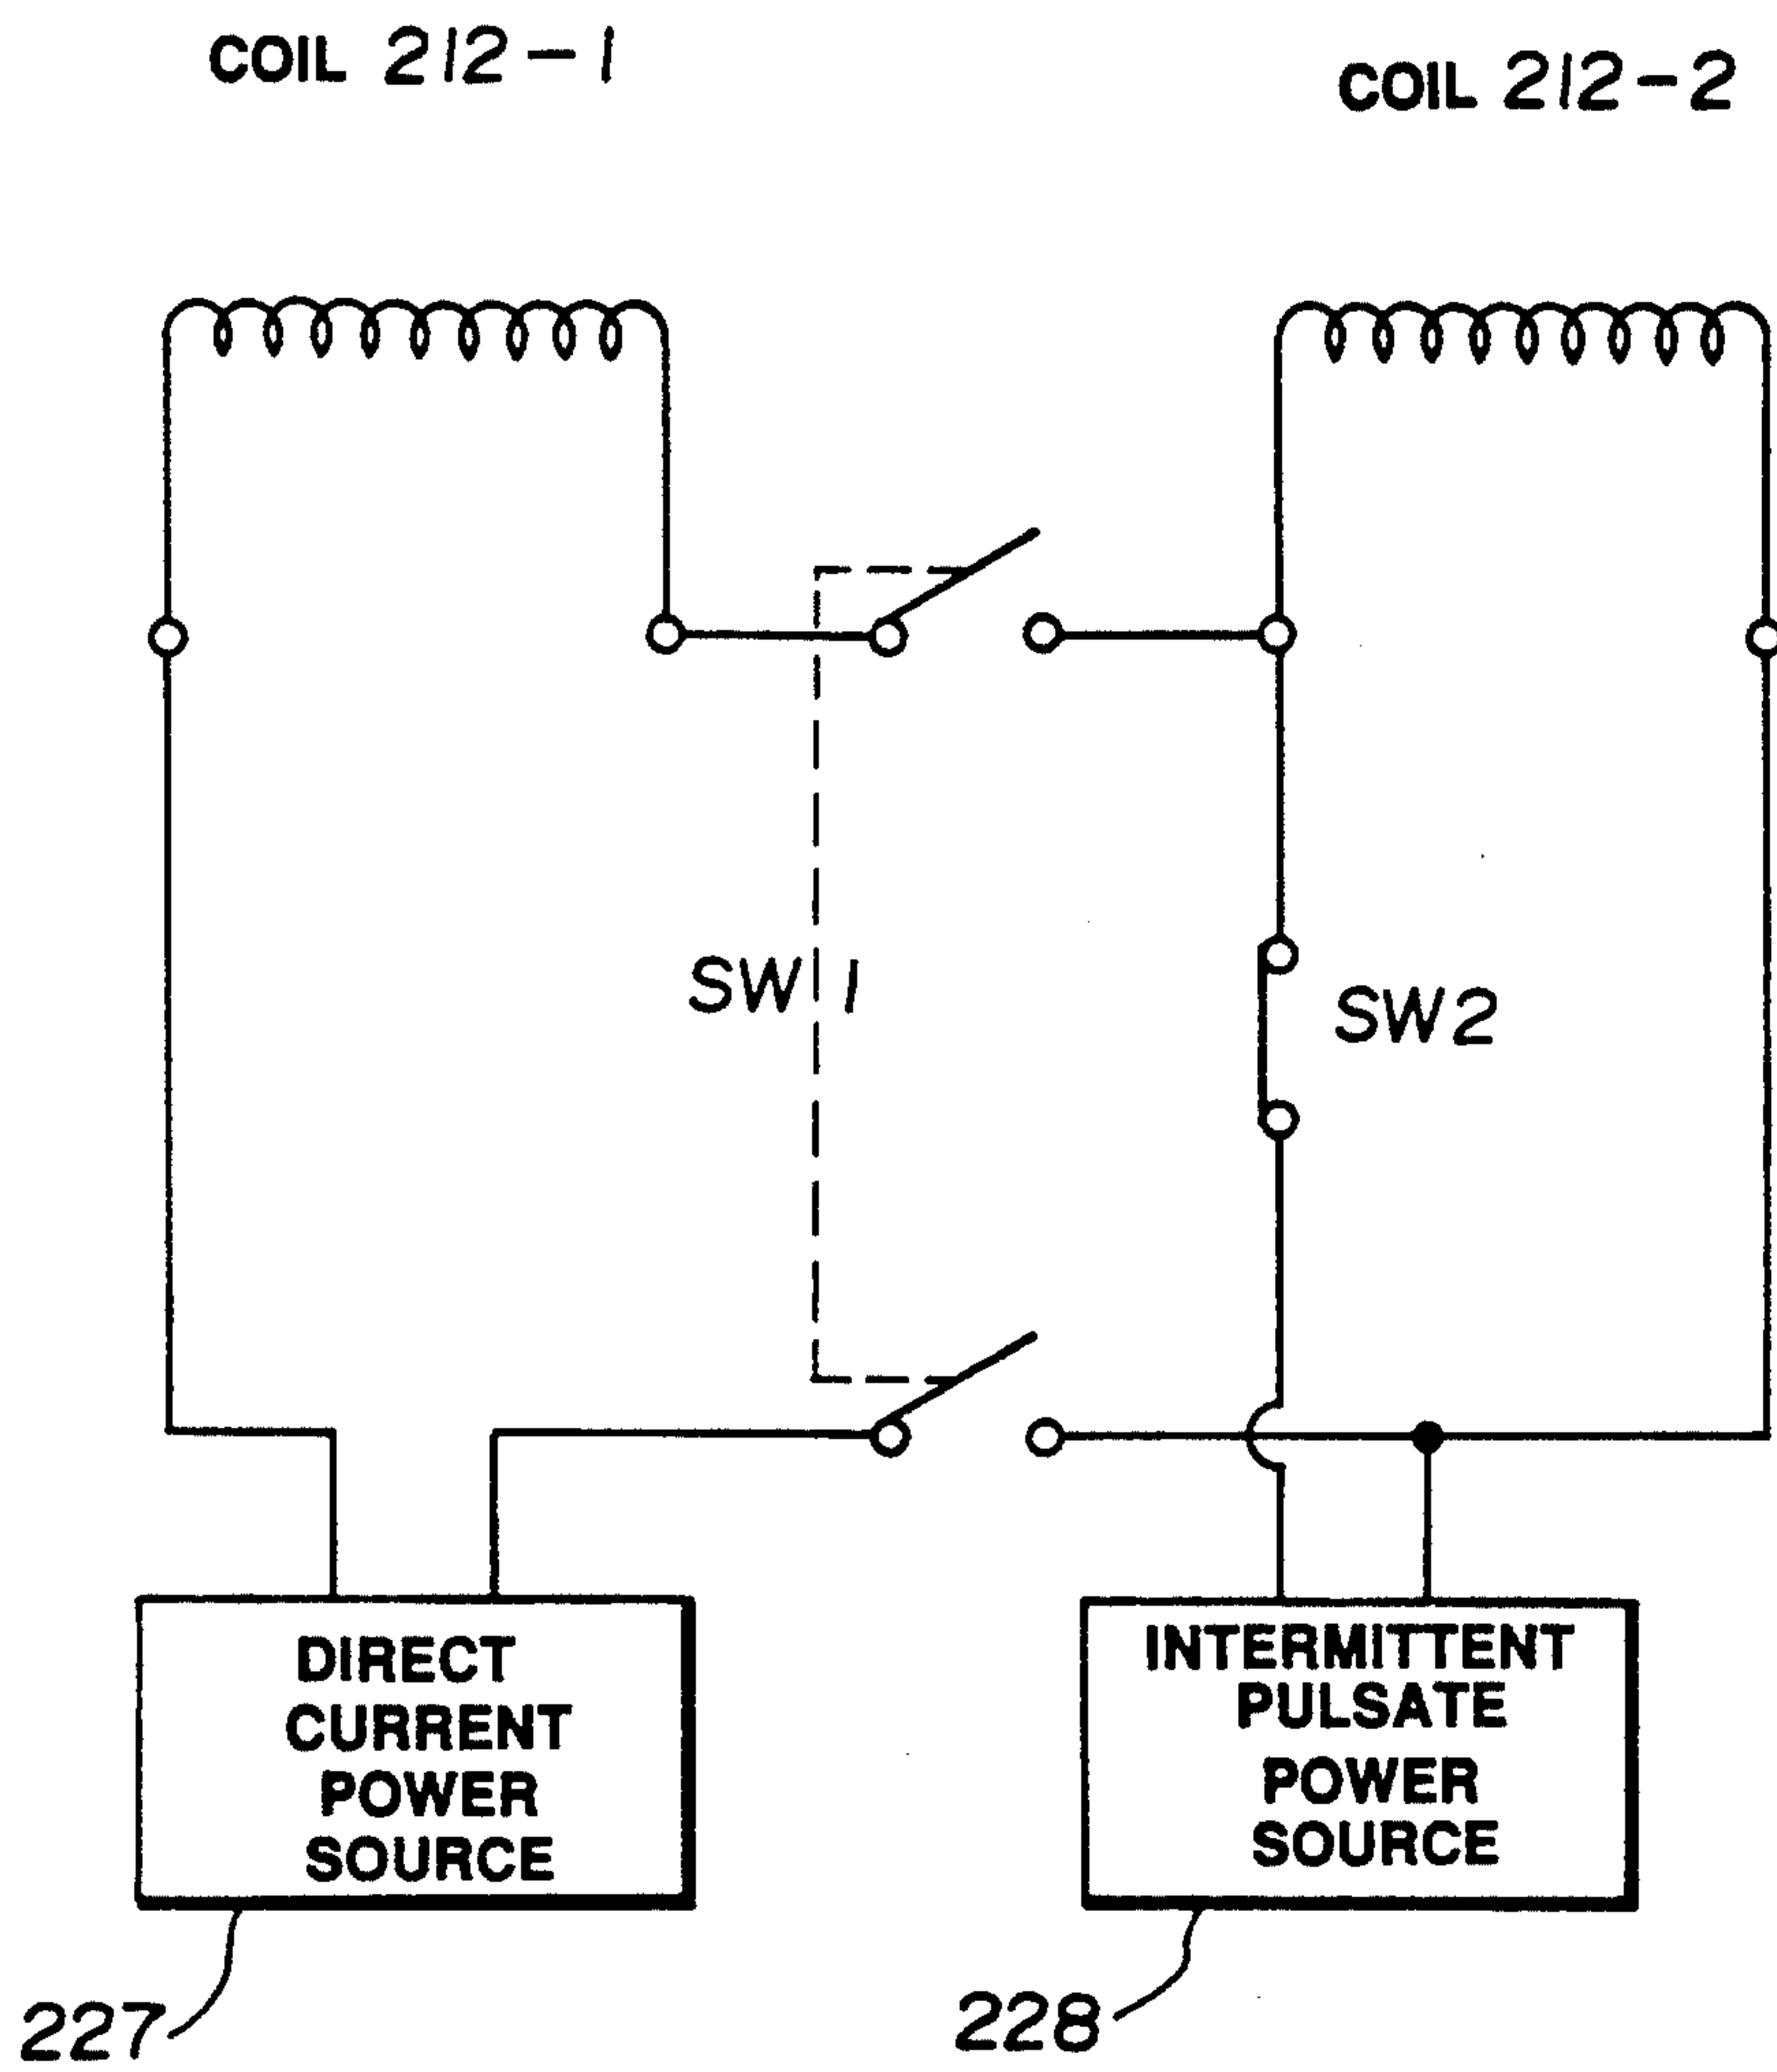 COIL 212-1
COIL 212-2
SW 1
SW2
DIRECT
CURRENT
POWER
SOURCE
INTERMITTENT
PULSATE
POWER
SOURCE
227
228